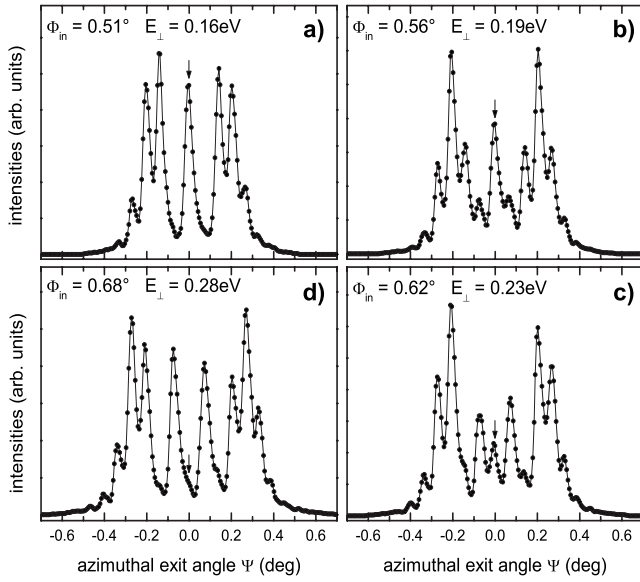 Φin = 0.51° E⊥ = 0.16eV a)
Φin = 0.56° E⊥ = 0.19eV b)
intensities (arb. units)
Φin = 0.68° E⊥ = 0.28eV d)
Φin = 0.62° E⊥ = 0.23eV c)
intensities (arb. units)
-0.6 -0.4 -0.2 0.0 0.2 0.4 0.6
-0.6 -0.4 -0.2 0.0 0.2 0.4 0.6
azimuthal exit angle Ψ (deg)
azimuthal exit angle Ψ (deg)